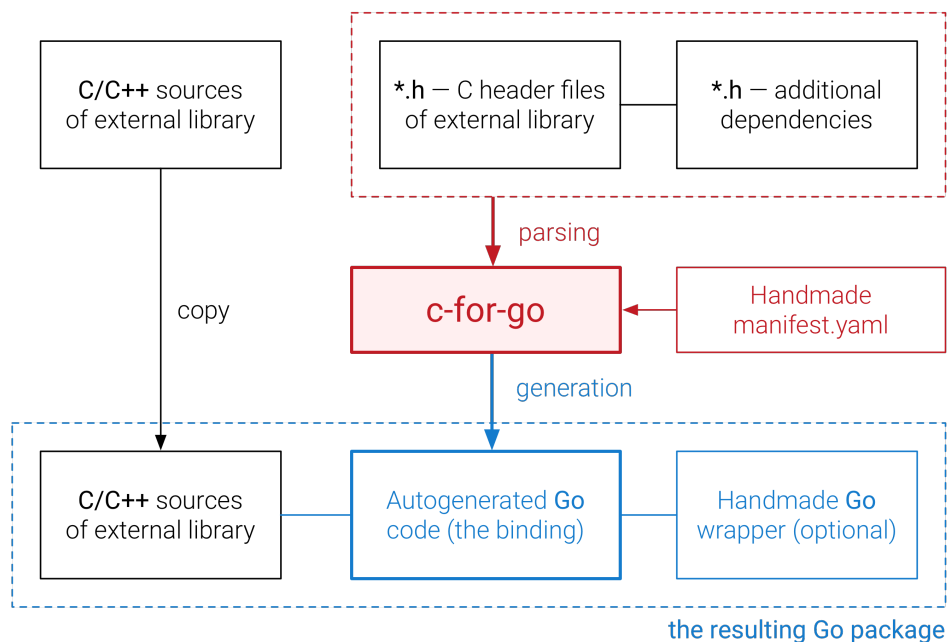 C/C++ sources
of external library
*.h — C header files
of external library
*.h — additional
dependencies
parsing
c-for-go
Handmade
manifest.yaml
copy
generation
C/C++ sources
of external library
Autogenerated Go
code (the binding)
Handmade Go
wrapper (optional)
the resulting Go package